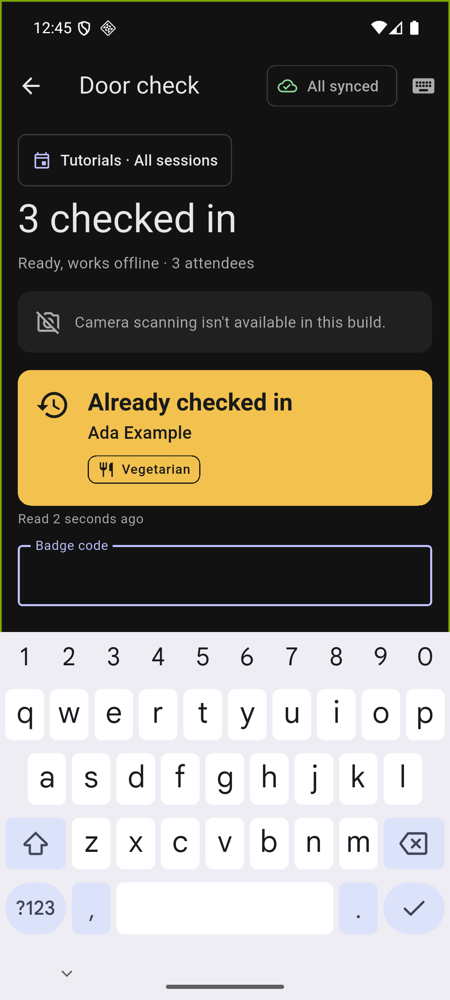 12:45
Door check
All synced
Tutorials · All sessions
3 checked in
Ready, works offline · 3 attendees
Camera scanning isn't available in this build.
Already checked in
Ada Example
Vegetarian
Read 2 seconds ago
Badge code
1 2 3 4 5 6 7 8 9 0
q w e r t y u i o p
a s d f g h j k l
z x c v b n m
?123 , .